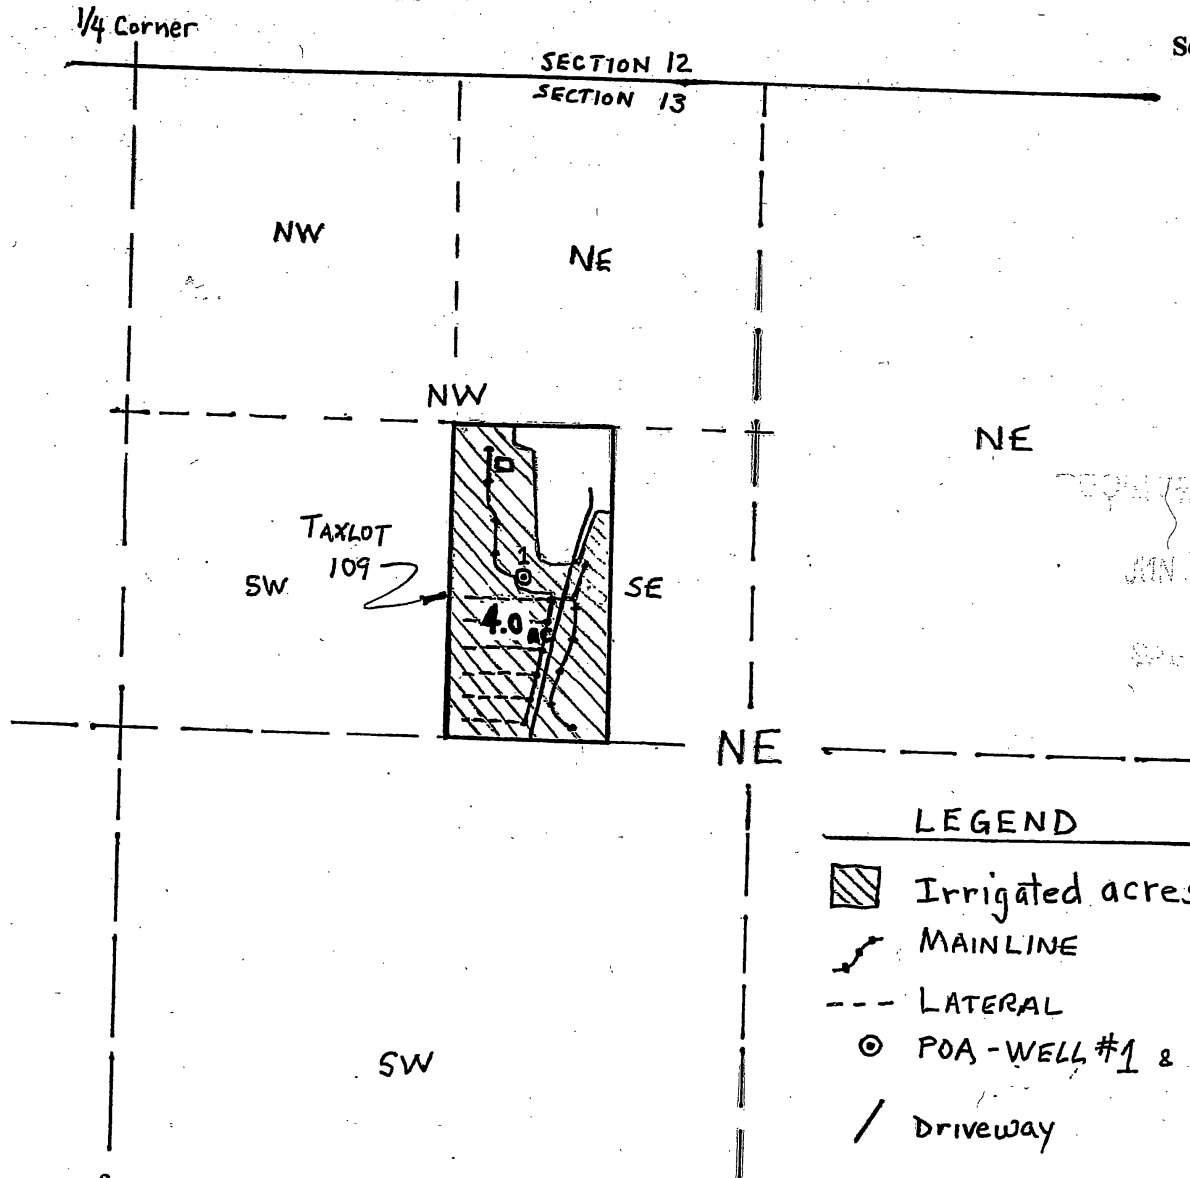 1/4 Corner
SECTION 12
SECTION 13
NW
NE
NW
NE
TAXLOT
109
SW
1
SE
4.0 AC
NE
LEGEND
Irrigated acres
MAINLINE
LATERAL
POA - WELL #1 &
Driveway
SW